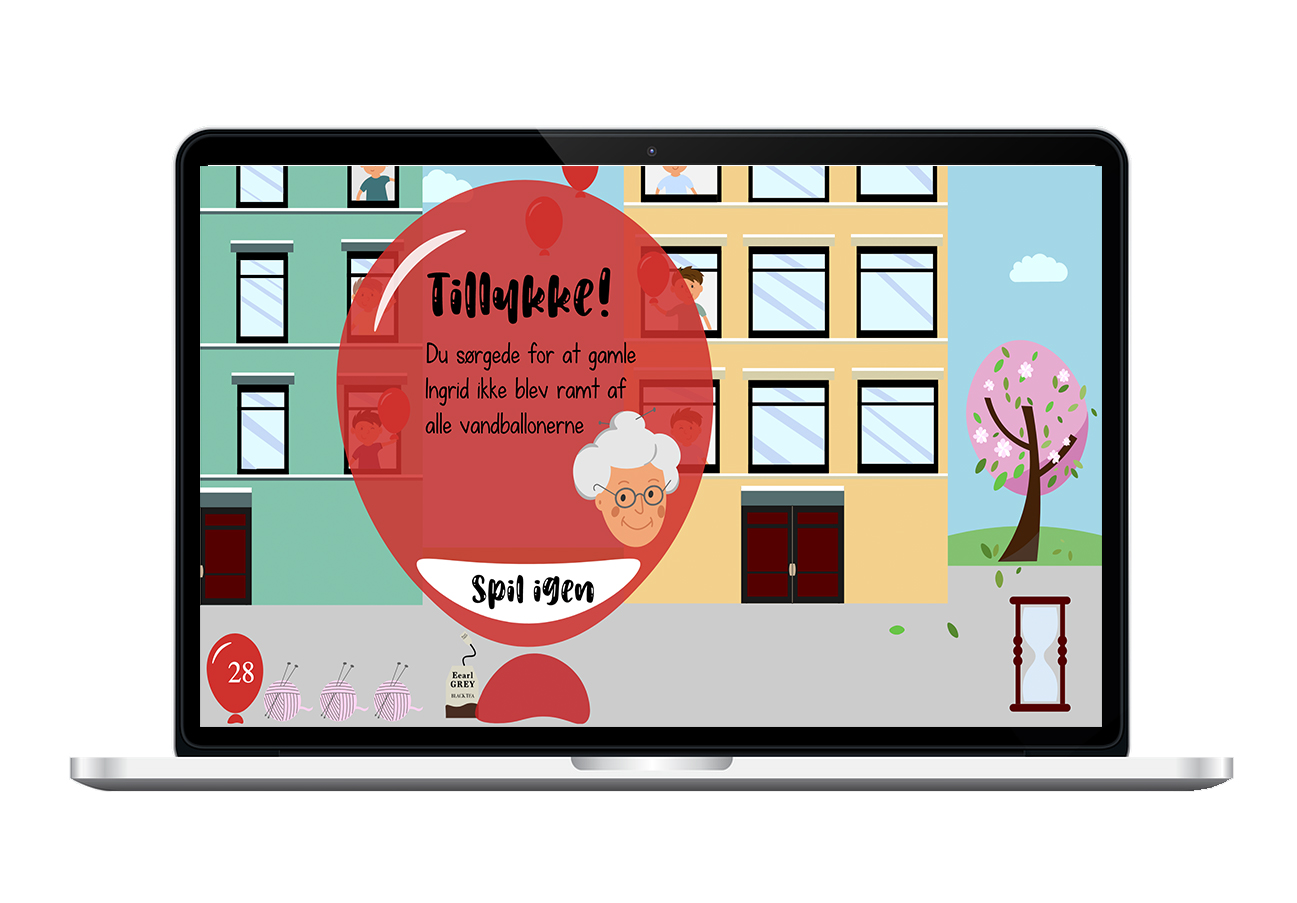 Tillykke!
Du sørgede for at gamle
Ingrid ikke blev ramt af
alle vandballonerne
Spil igen
28
Eearl
GREY
BLACK TEA